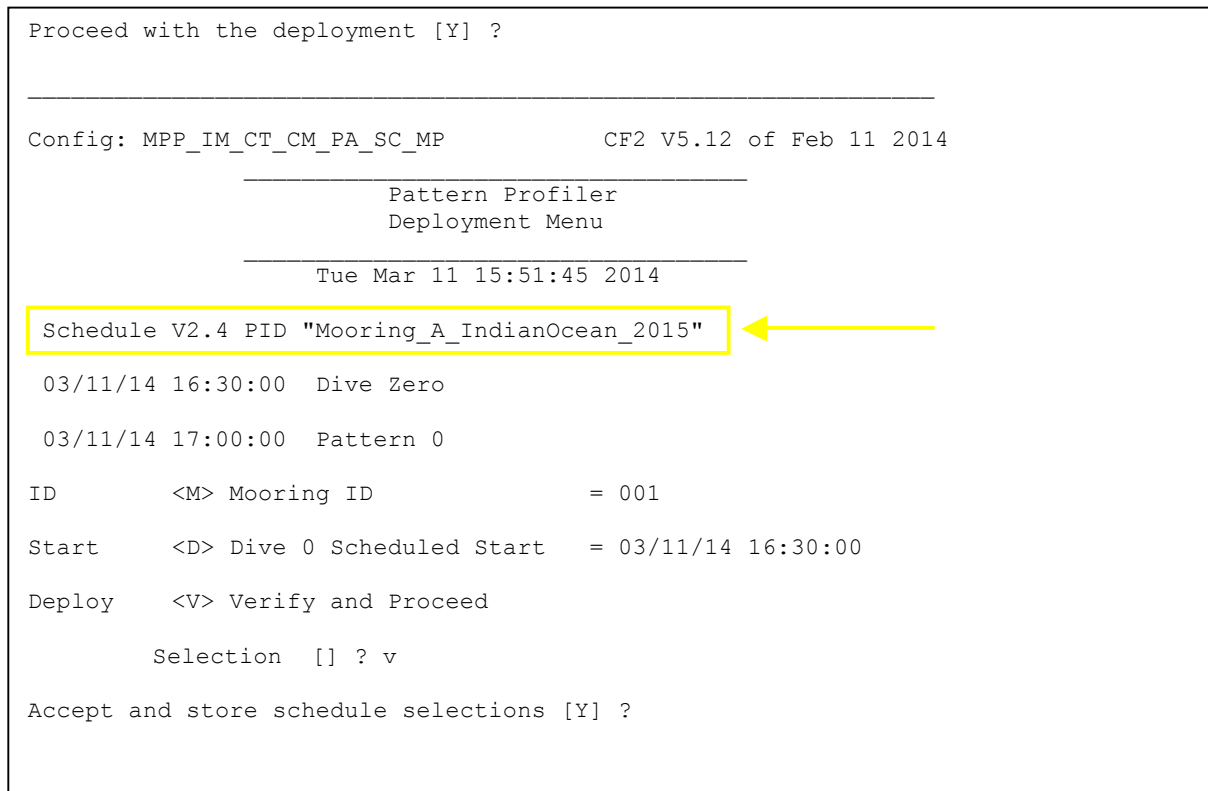 Proceed with the deployment [Y] ?
Config: MPP_IM_CT_CM_PA_SC_MP CF2 V5.12 of Feb 11 2014
Pattern Profiler
Deployment Menu
Tue Mar 11 15:51:45 2014
Schedule V2.4 PID "Mooring_A_IndianOcean_2015"
03/11/14 16:30:00 Dive Zero
03/11/14 17:00:00 Pattern 0
ID <M> Mooring ID = 001
Start <D> Dive 0 Scheduled Start = 03/11/14 16:30:00
Deploy <V> Verify and Proceed
Selection [] ? v
Accept and store schedule selections [Y] ?